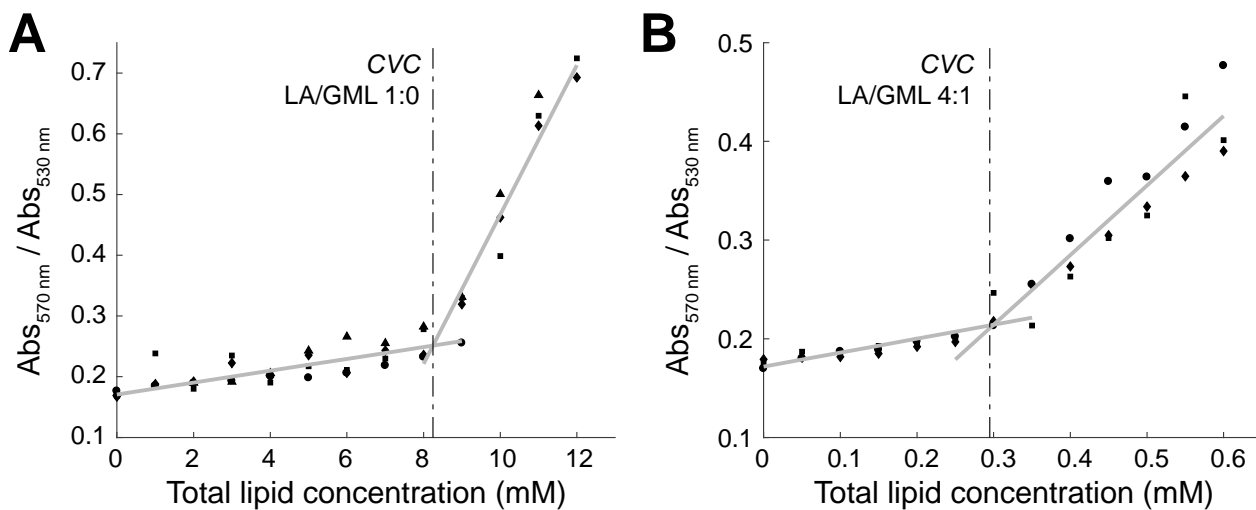 A
CVC
LA/GML 1:0
0.7
0.6
0.5
0.4
0.3
0.2
0.1
Abs570 nm / Abs530 nm
0 2 4 6 8 10 12
Total lipid concentration (mM)
B
CVC
LA/GML 4:1
0.5
0.4
0.3
0.2
0.1
Abs570 nm / Abs530 nm
0 0.1 0.2 0.3 0.4 0.5 0.6
Total lipid concentration (mM)